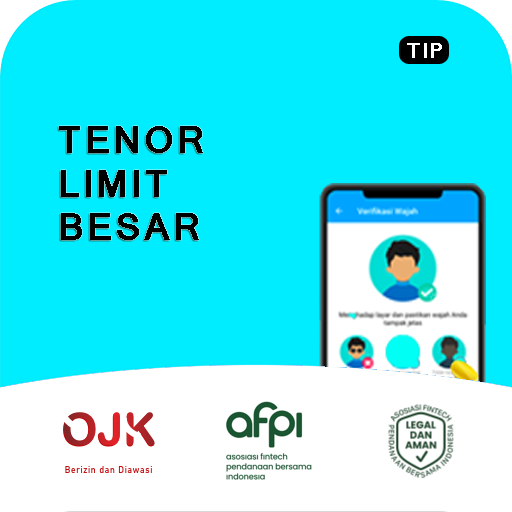 TIP
TENOR
LIMIT
BESAR
Verifikasi Wajah
Menghadap layar dan pastikan wajah Anda
tampak jelas
OJK
Berizin dan Diawasi
afpi
asosiasi fintech
pendanaan bersama
indonesia
ASOSIASI FINTECH
PENDANAAN BERSAMA INDONESIA
LEGAL
DAN
AMAN